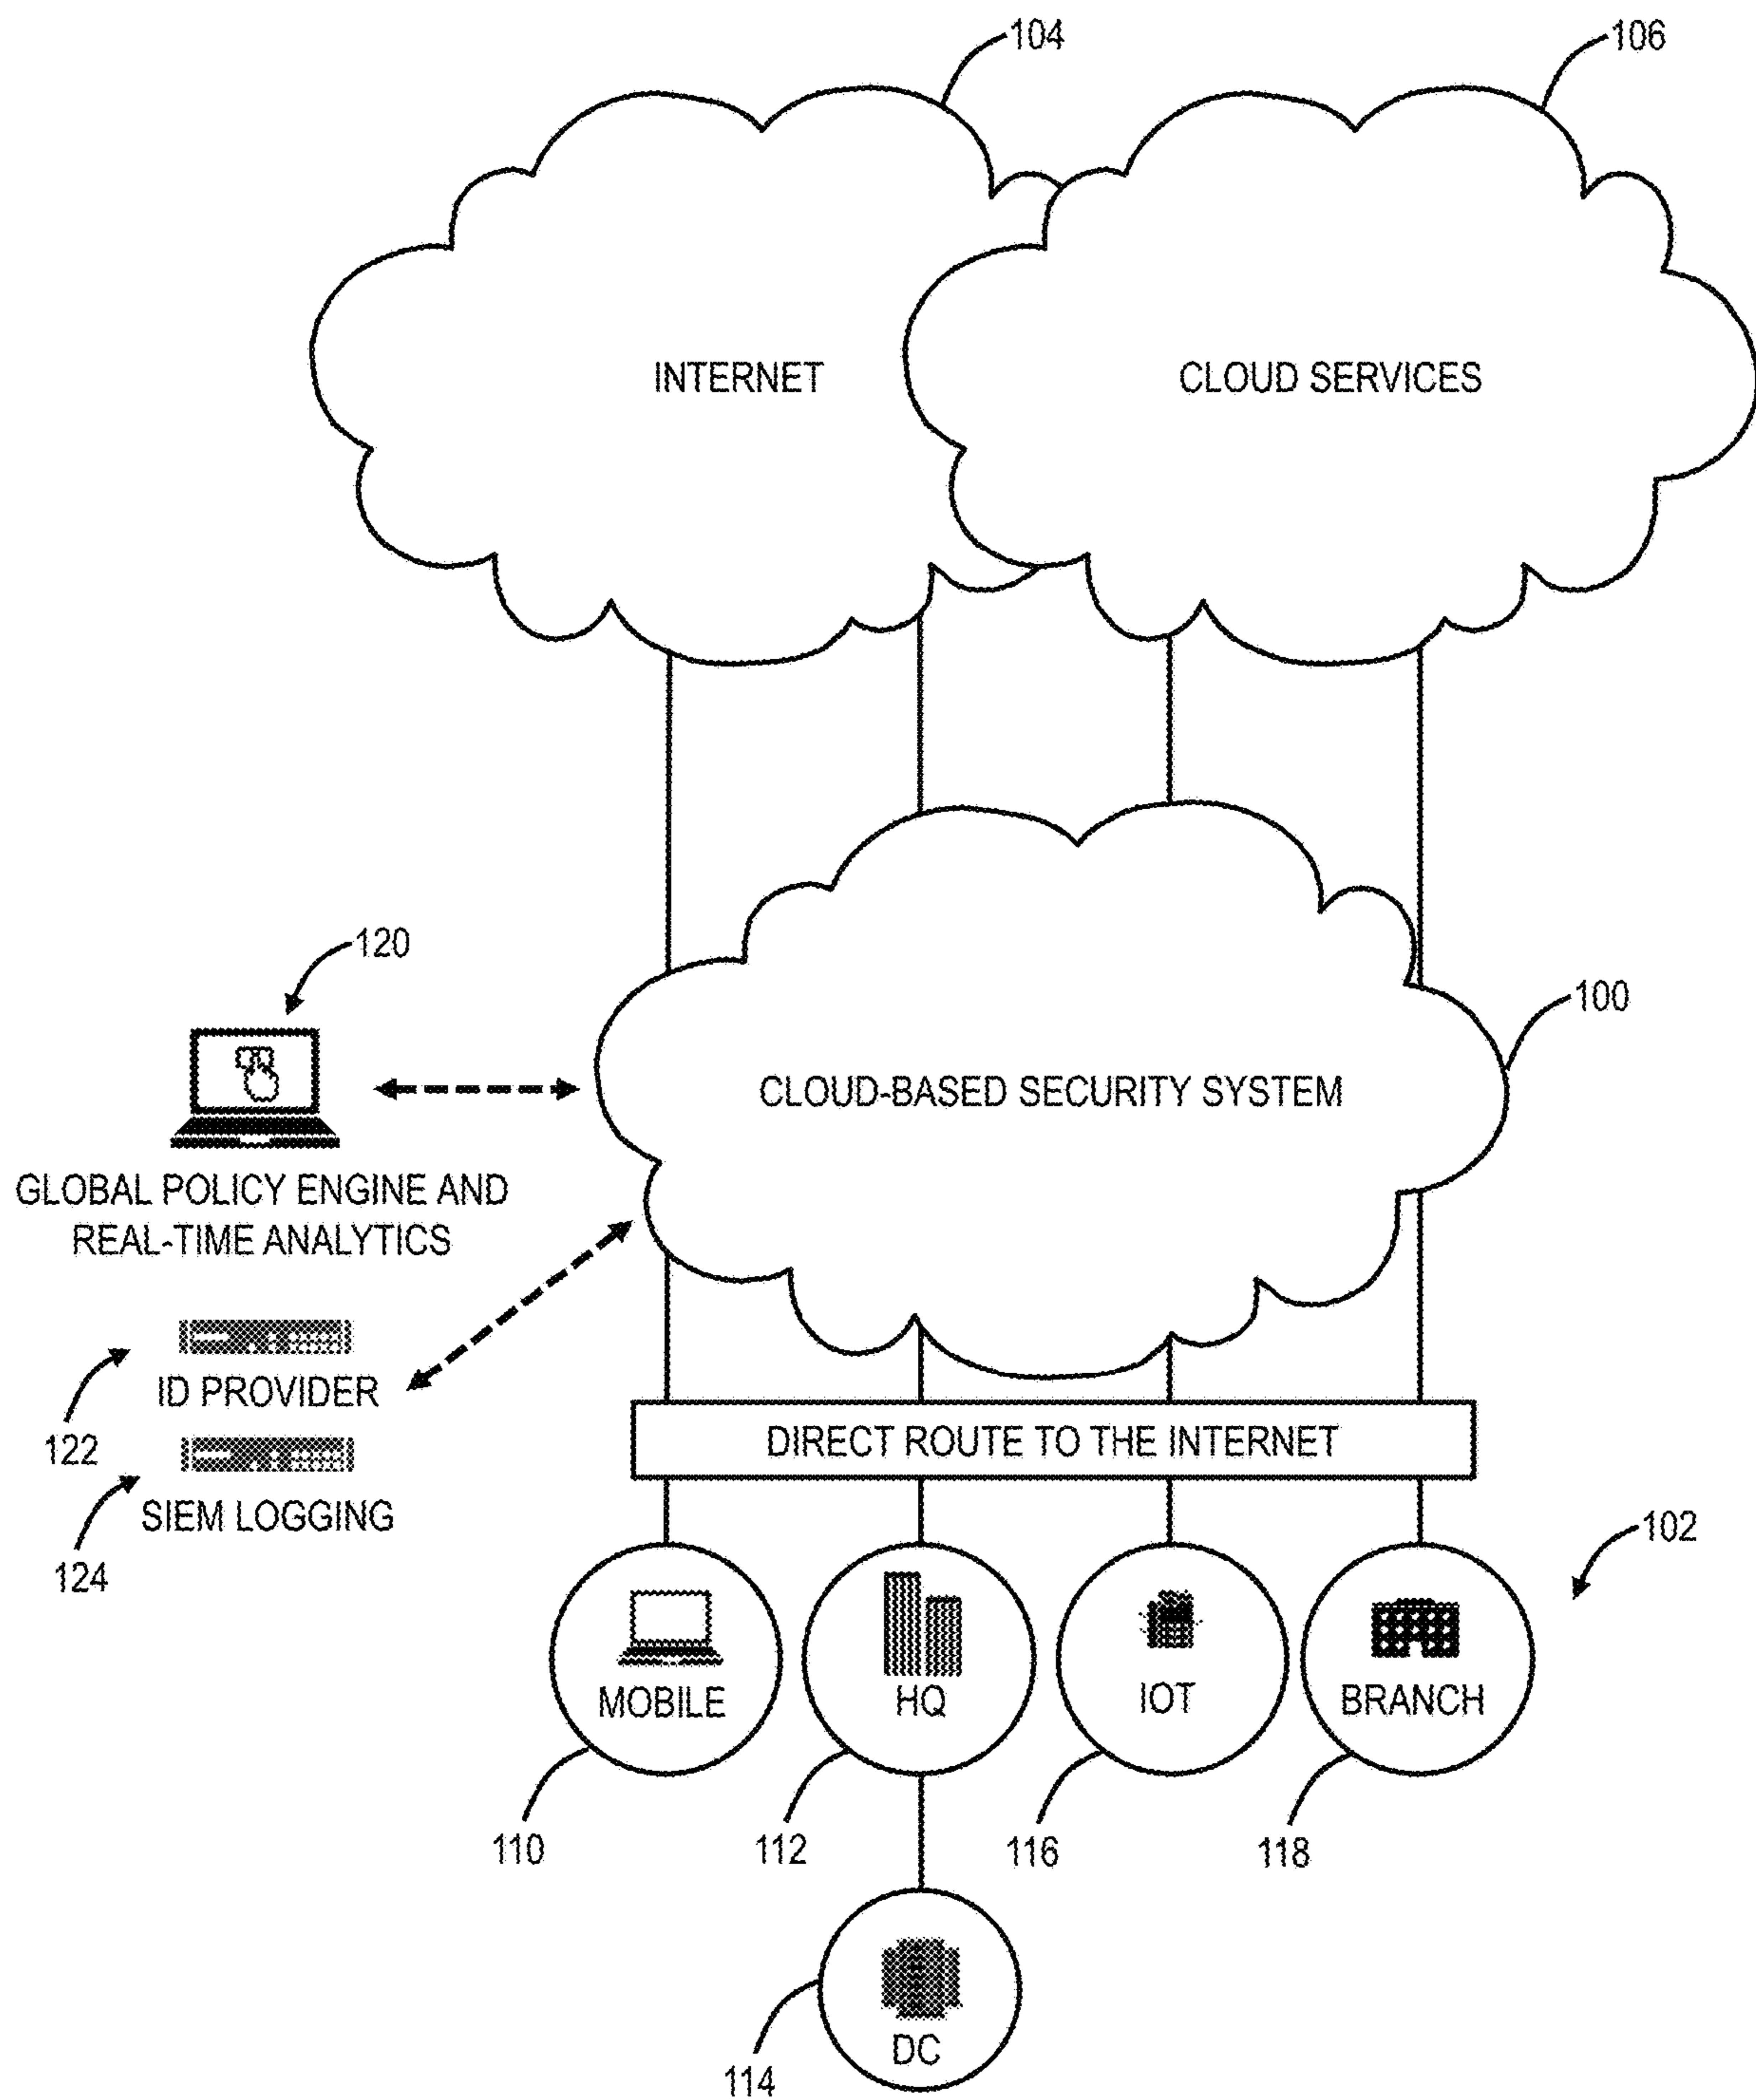 104
106
INTERNET
CLOUD SERVICES
120
100
CLOUD-BASED SECURITY SYSTEM
GLOBAL POLICY ENGINE AND
REAL-TIME ANALYTICS
ID PROVIDER
122
DIRECT ROUTE TO THE INTERNET
SIEM LOGGING
124
102
MOBILE
HQ
IOT
BRANCH
110
112
116
118
DC
114